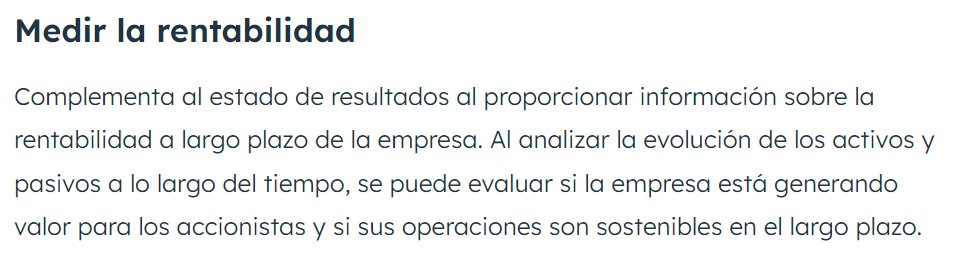 Medir la rentabilidad
Complementa al estado de resultados al proporcionar información sobre la
rentabilidad a largo plazo de la empresa. Al analizar la evolución de los activos y
pasivos a lo largo del tiempo, se puede evaluar si la empresa está generando
valor para los accionistas y si sus operaciones son sostenibles en el largo plazo.